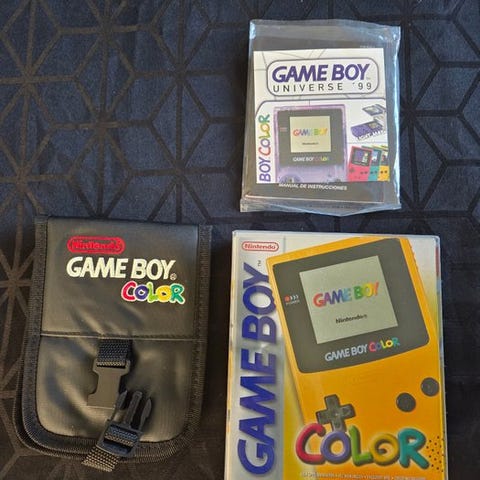 GAME BOY
UNIVERSE '99
BOY COLOR
GAME BOY
Nintendo
GAME BOY COLOR
MANUAL DE INSTRUCCIONES
Nintendo
GAME BOY
COLOR
Nintendo
GAME BOY
GAME BOY
Nintendo
GAME BOY COLOR
COLOR